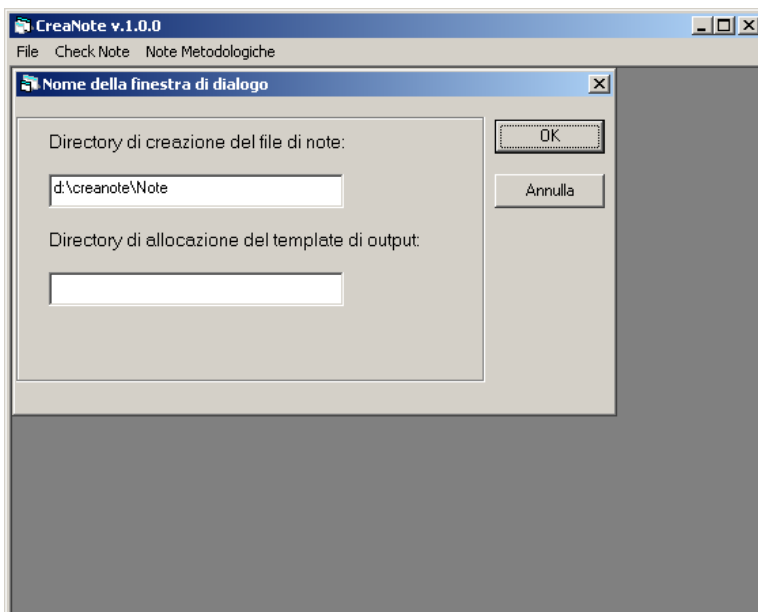 CreaNote v.1.0.0
File Check Note Note Metodologiche
Nome della finestra di dialogo
Directory di creazione del file di note:
OK
d:\creanote\Note
Annulla
Directory di allocazione del template di output: